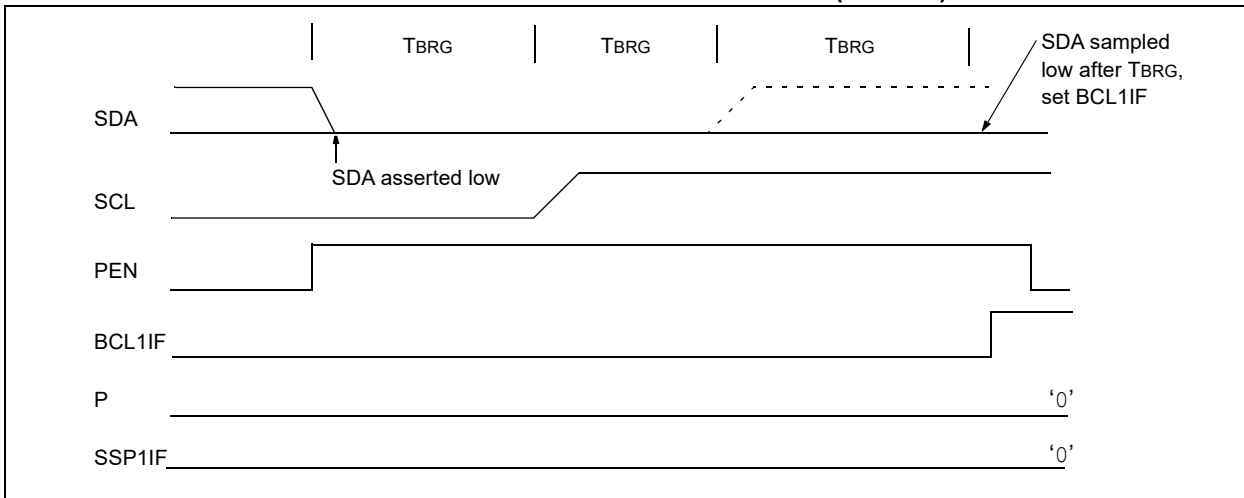 TBRG TBRG TBRG
SDA sampled
low after TBRG,
set BCL1IF
SDA
SDA asserted low
SCL
PEN
BCL1IF
P ‘0’
SSP1IF ‘0’